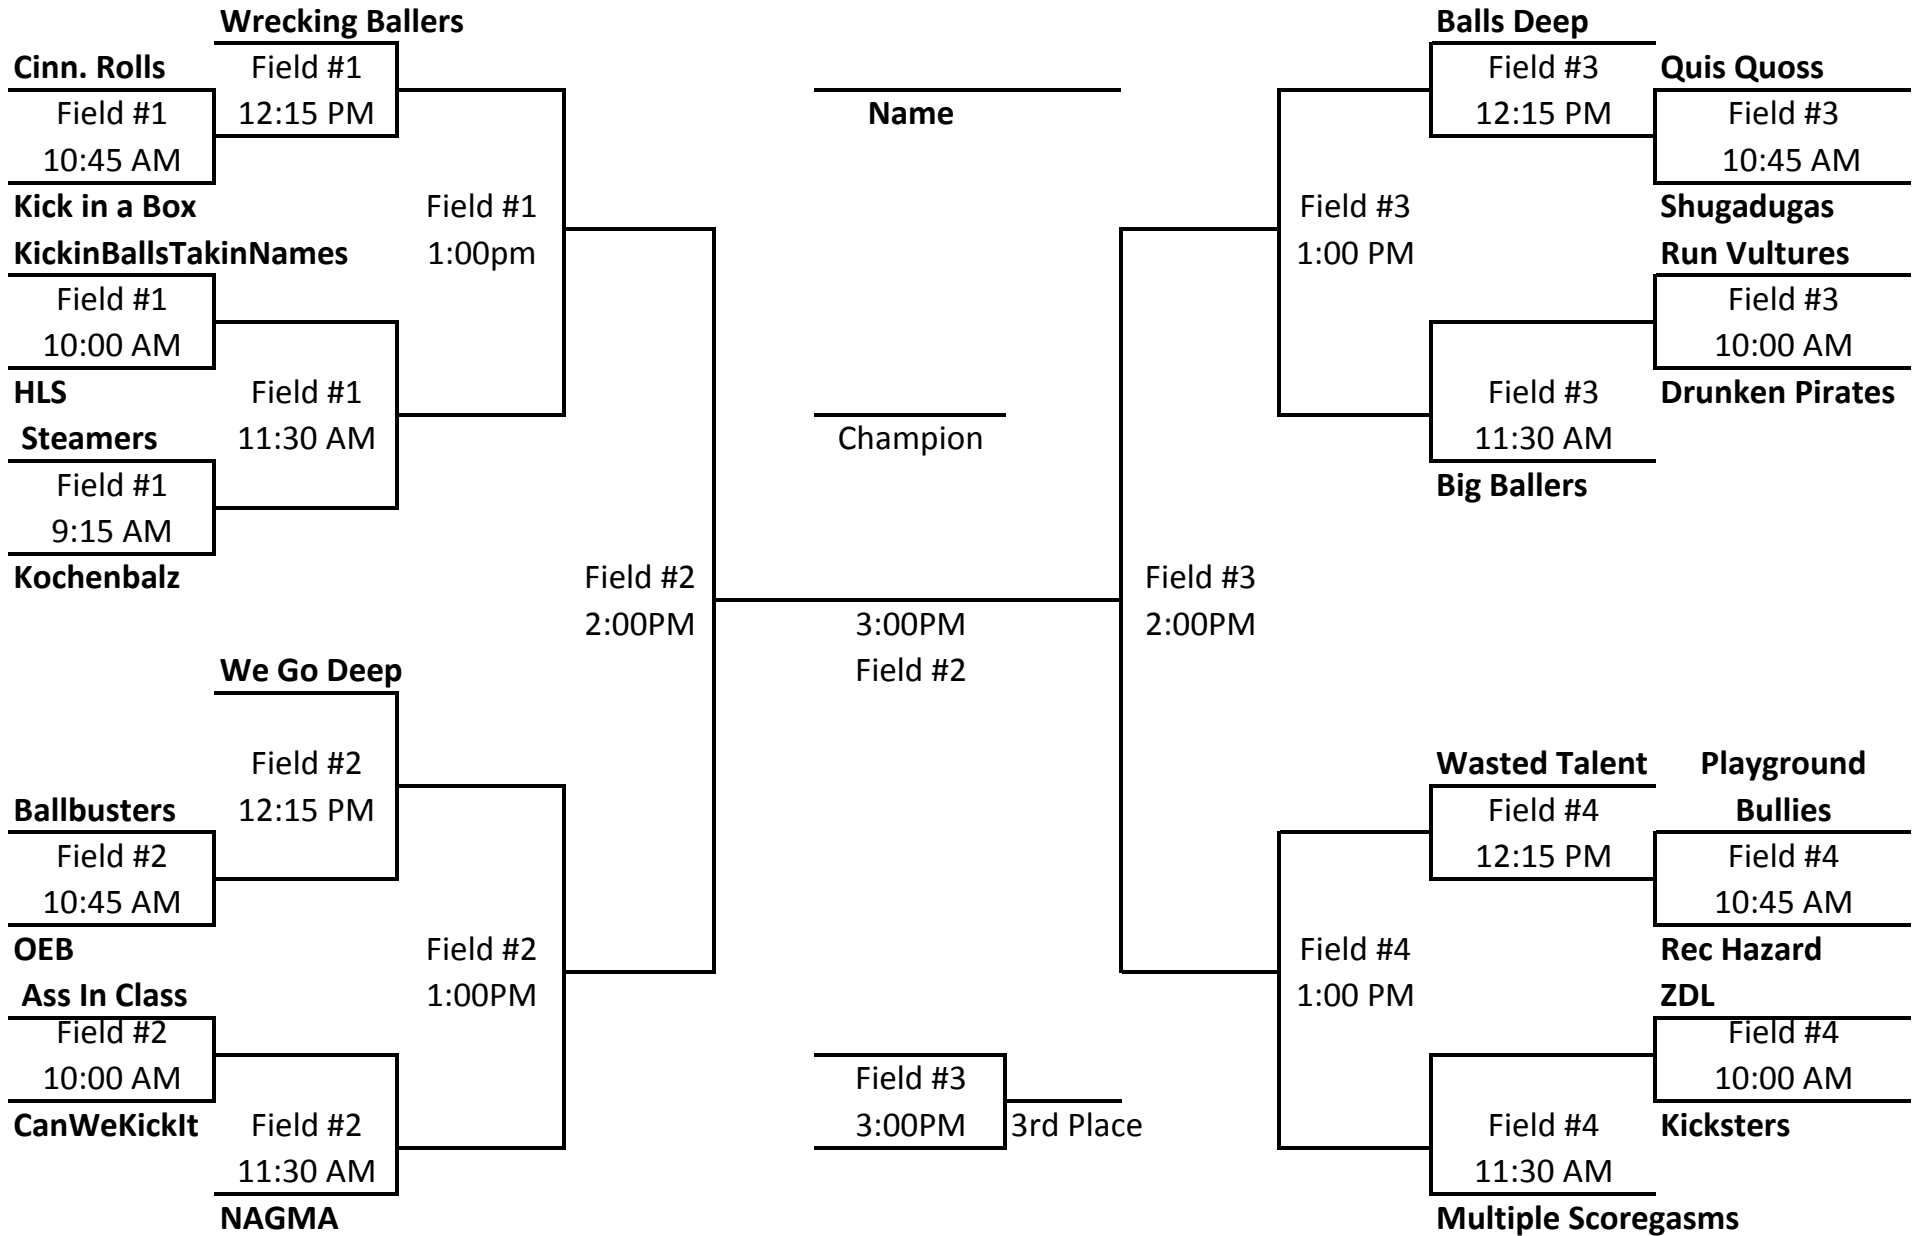 Wrecking Ballers
Balls Deep
Cinn. Rolls
Field #1
Field #3
Quis Quoss
Field #1
12:15 PM
Name
12:15 PM
Field #3
10:45 AM
10:45 AM
Kick in a Box
Field #1
Field #3
Shugadugas
KickinBallsTakinNames
1:00pm
1:00 PM
Run Vultures
Field #1
Field #3
10:00 AM
10:00 AM
HLS
Field #1
Field #3
Drunken Pirates
Steamers
11:30 AM
Champion
11:30 AM
Field #1
Big Ballers
9:15 AM
Kochenbalz
Field #2
Field #3
2:00PM
3:00PM
2:00PM
We Go Deep
Field #2
Field #2
Wasted Talent
Playground
Ballbusters
12:15 PM
Field #4
Bullies
Field #2
12:15 PM
Field #4
10:45 AM
10:45 AM
OEB
Field #2
Field #4
Rec Hazard
Ass In Class
1:00PM
1:00 PM
ZDL
Field #2
Field #4
10:00 AM
Field #3
10:00 AM
CanWeKickIt
Field #2
3:00PM
3rd Place
Field #4
Kicksters
11:30 AM
11:30 AM
NAGMA
Multiple Scoregasms